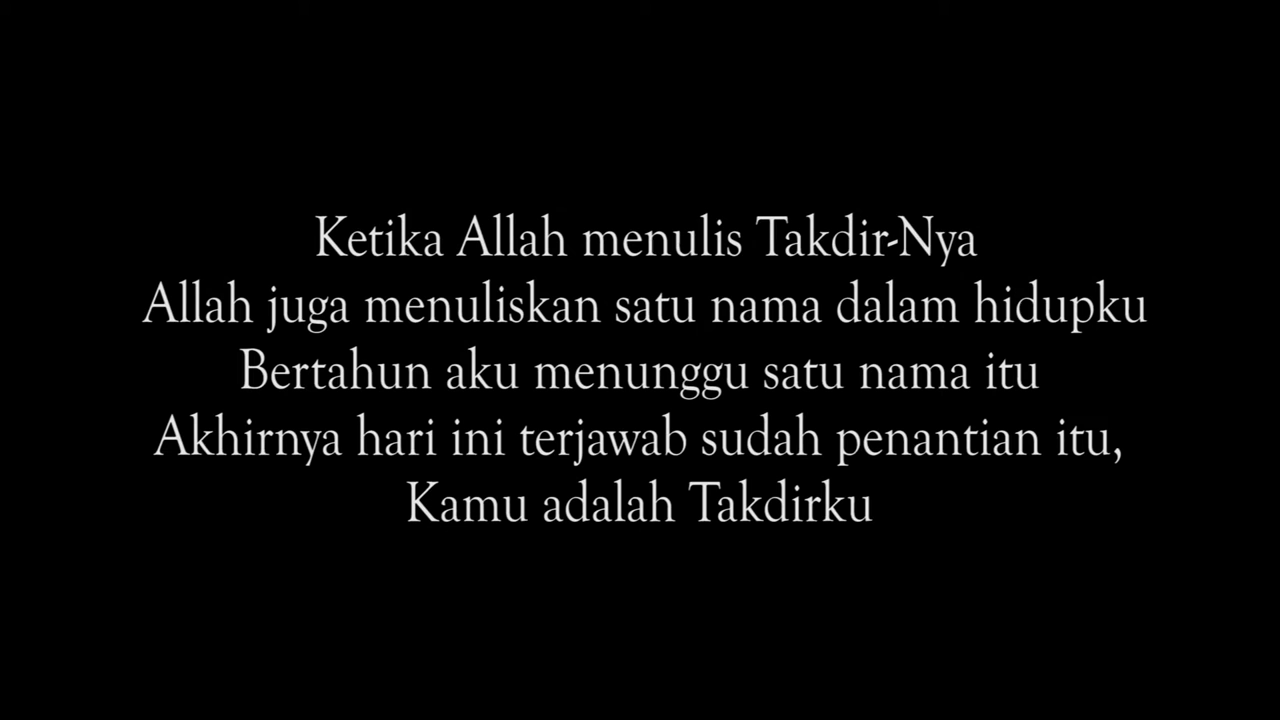 Ketika Allah menulis Takdir-Nya
Allah juga menuliskan satu nama dalam hidupku
Bertahun aku menunggu satu nama itu
Akhirnya hari ini terjawab sudah penantian itu,
Kamu adalah Takdirku